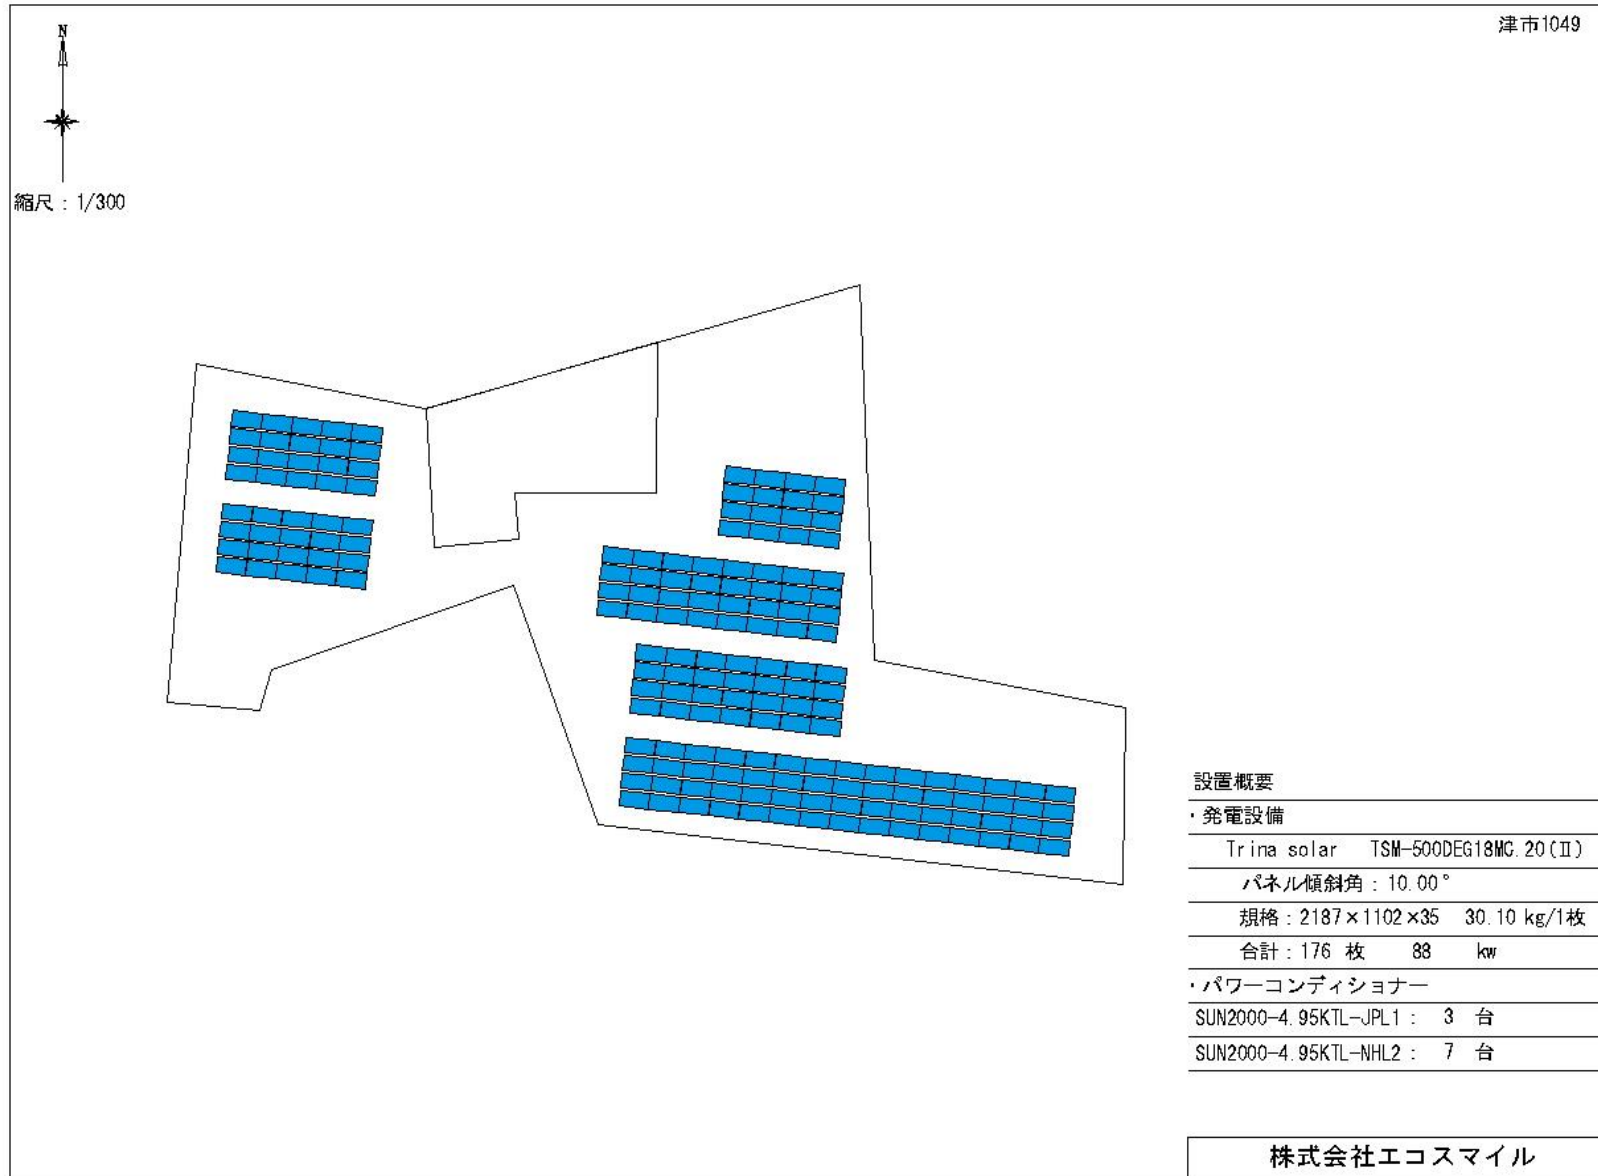 津市1049
N
縮尺：1/300
設置概要
・発電設備
Trina solar TSM-500DEG18MC.20(Ⅱ)
パネル傾斜角：10.00°
規格：2187×1102×35 30.10 kg/1枚
合計：176 枚 88 kw
・パワーコンディショナー
SUN2000-4.95KTL-JPL1： 3 台
SUN2000-4.95KTL-NHL2： 7 台
株式会社エコスマイル